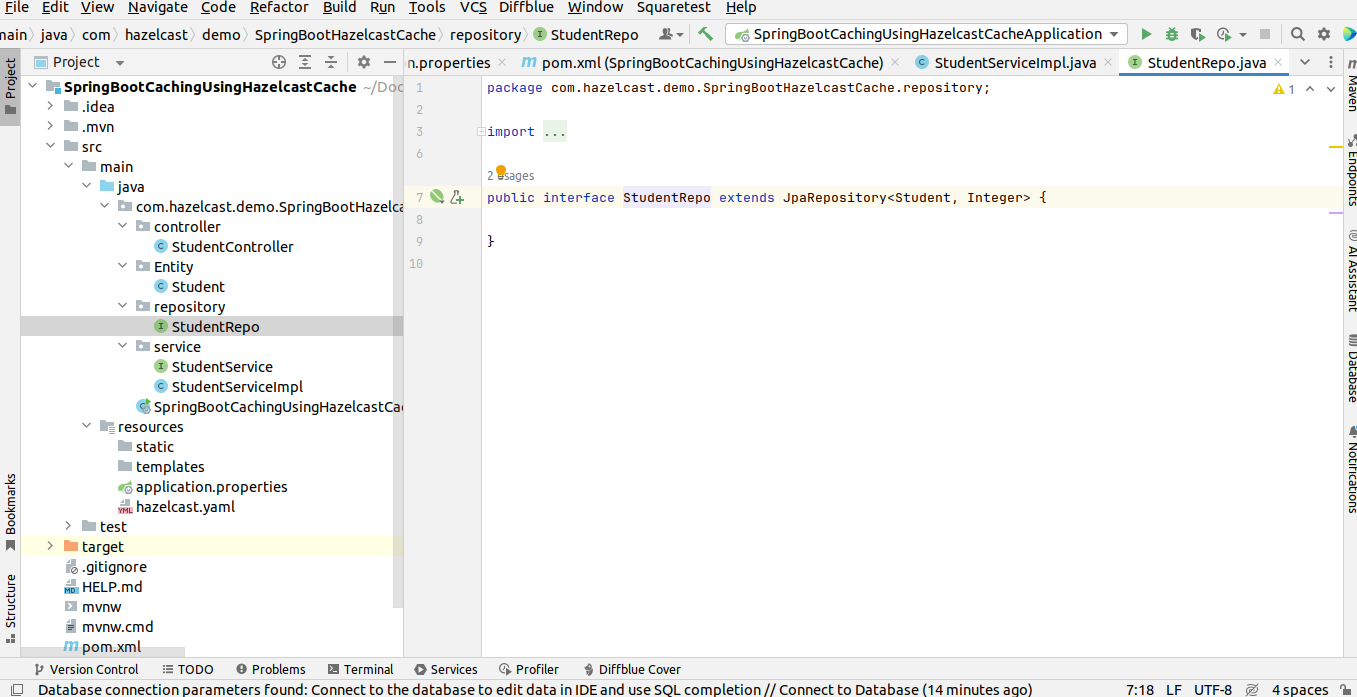 File Edit View Navigate Code Refactor Build Run Tools VCS Diffblue Window Squaretest Help
main java com hazelcast demo SpringBootHazelcastCache repository StudentRepo SpringBootCachingUsingHazelcastCacheApplication
Project
Project
n.properties pom.xml (SpringBootHazelcastCache) StudentServiceImpl.java StudentRepo.java
SpringBootCachingUsingHazelcastCache ~/Doc
.idea
.mvn
src
main
java
com.hazelcast.demo.SpringBootHazelca
controller
StudentController
Entity
Student
repository
StudentRepo
service
StudentService
StudentServiceImpl
SpringBootCachingUsingHazelcastCa
resources
static
templates
application.properties
hazelcast.yaml
test
target
.gitignore
HELP.md
mvnw
mvnw.cmd
pom.xml
Bookmarks
Structure
1 package com.hazelcast.demo.SpringBootHazelcastCache.repository;
1
2
3 import ...
6
2 usages
7 public interface StudentRepo extends JpaRepository<Student, Integer> {
8
9 }
10
Maven
Endpoints
AI Assistant
Database
Notifications
Version Control TODO Problems Terminal Services Profiler Diffblue Cover
Database connection parameters found: Connect to the database to edit data in IDE and use SQL completion // Connect to Database (14 minutes ago) 7:18 LF UTF-8 4 spaces